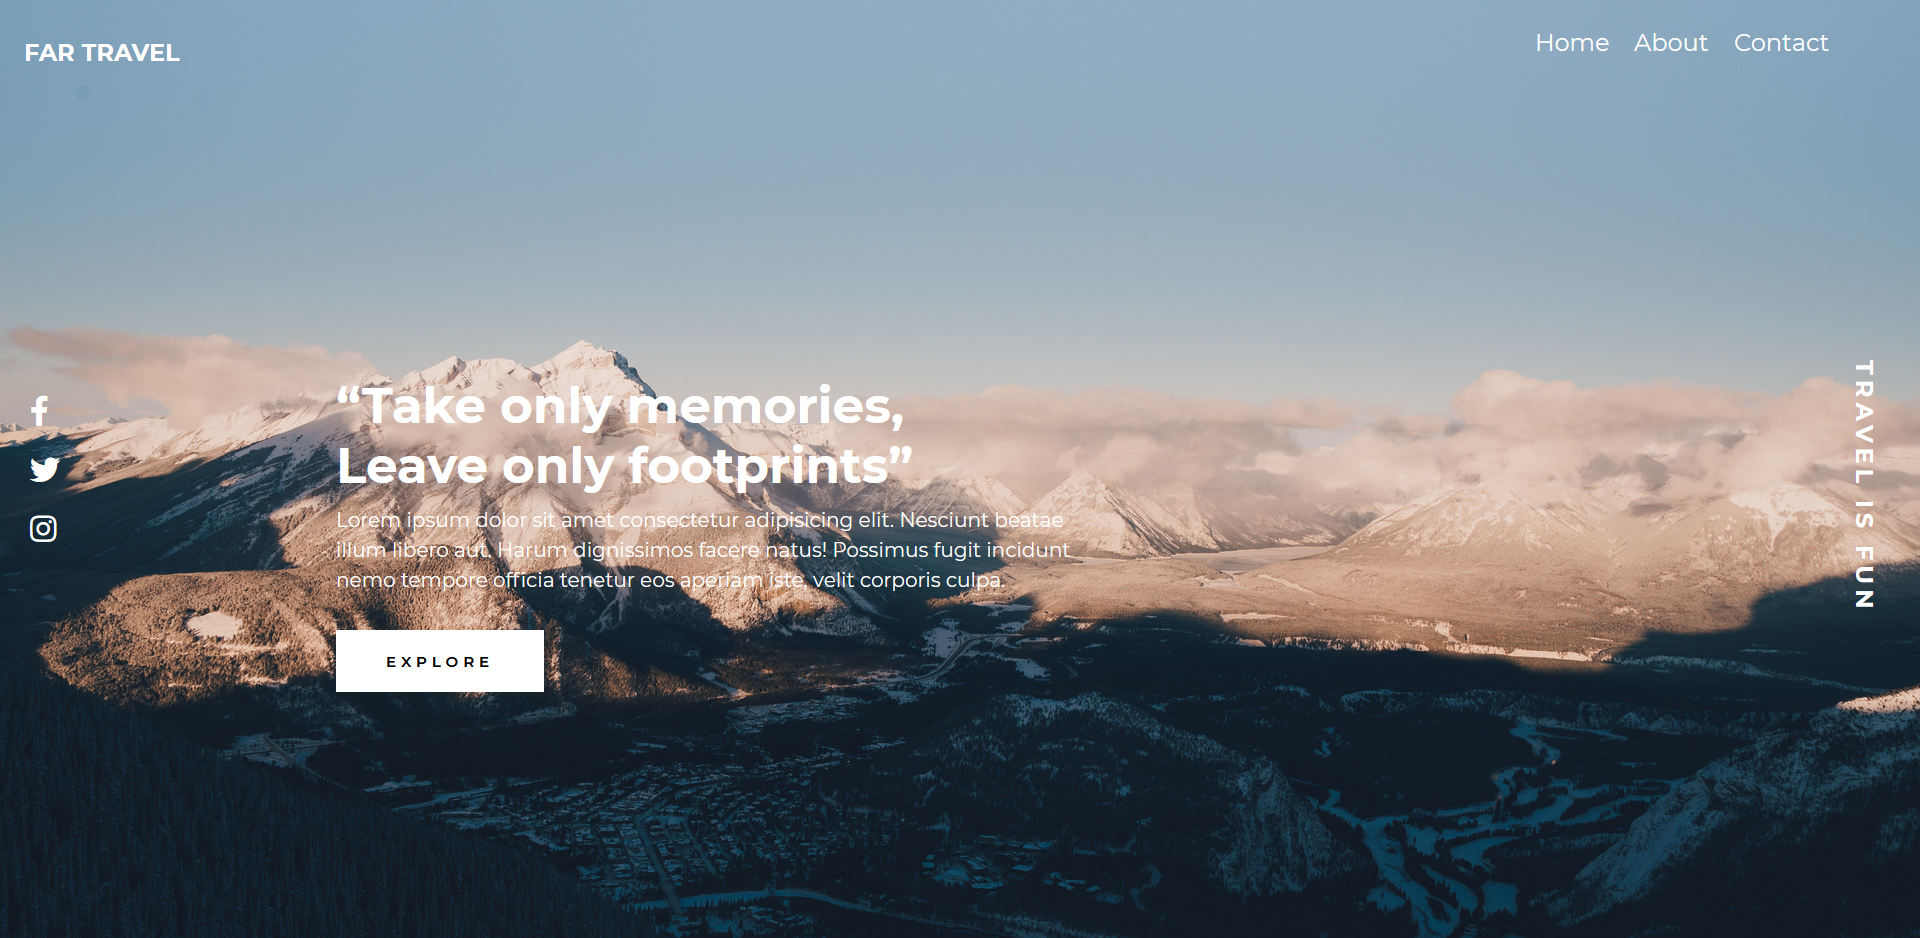 FAR TRAVEL
Home About Contact
“Take only memories,
Leave only footprints”
Lorem ipsum dolor sit amet consectetur adipisicing elit. Nesciunt beatae
illum libero aut. Harum dignissimos facere natus! Possimus fugit incidunt
nemo tempore officia tenetur eos aperiam iste, velit corporis culpa.
EXPLORE
TRAVEL IS FUN